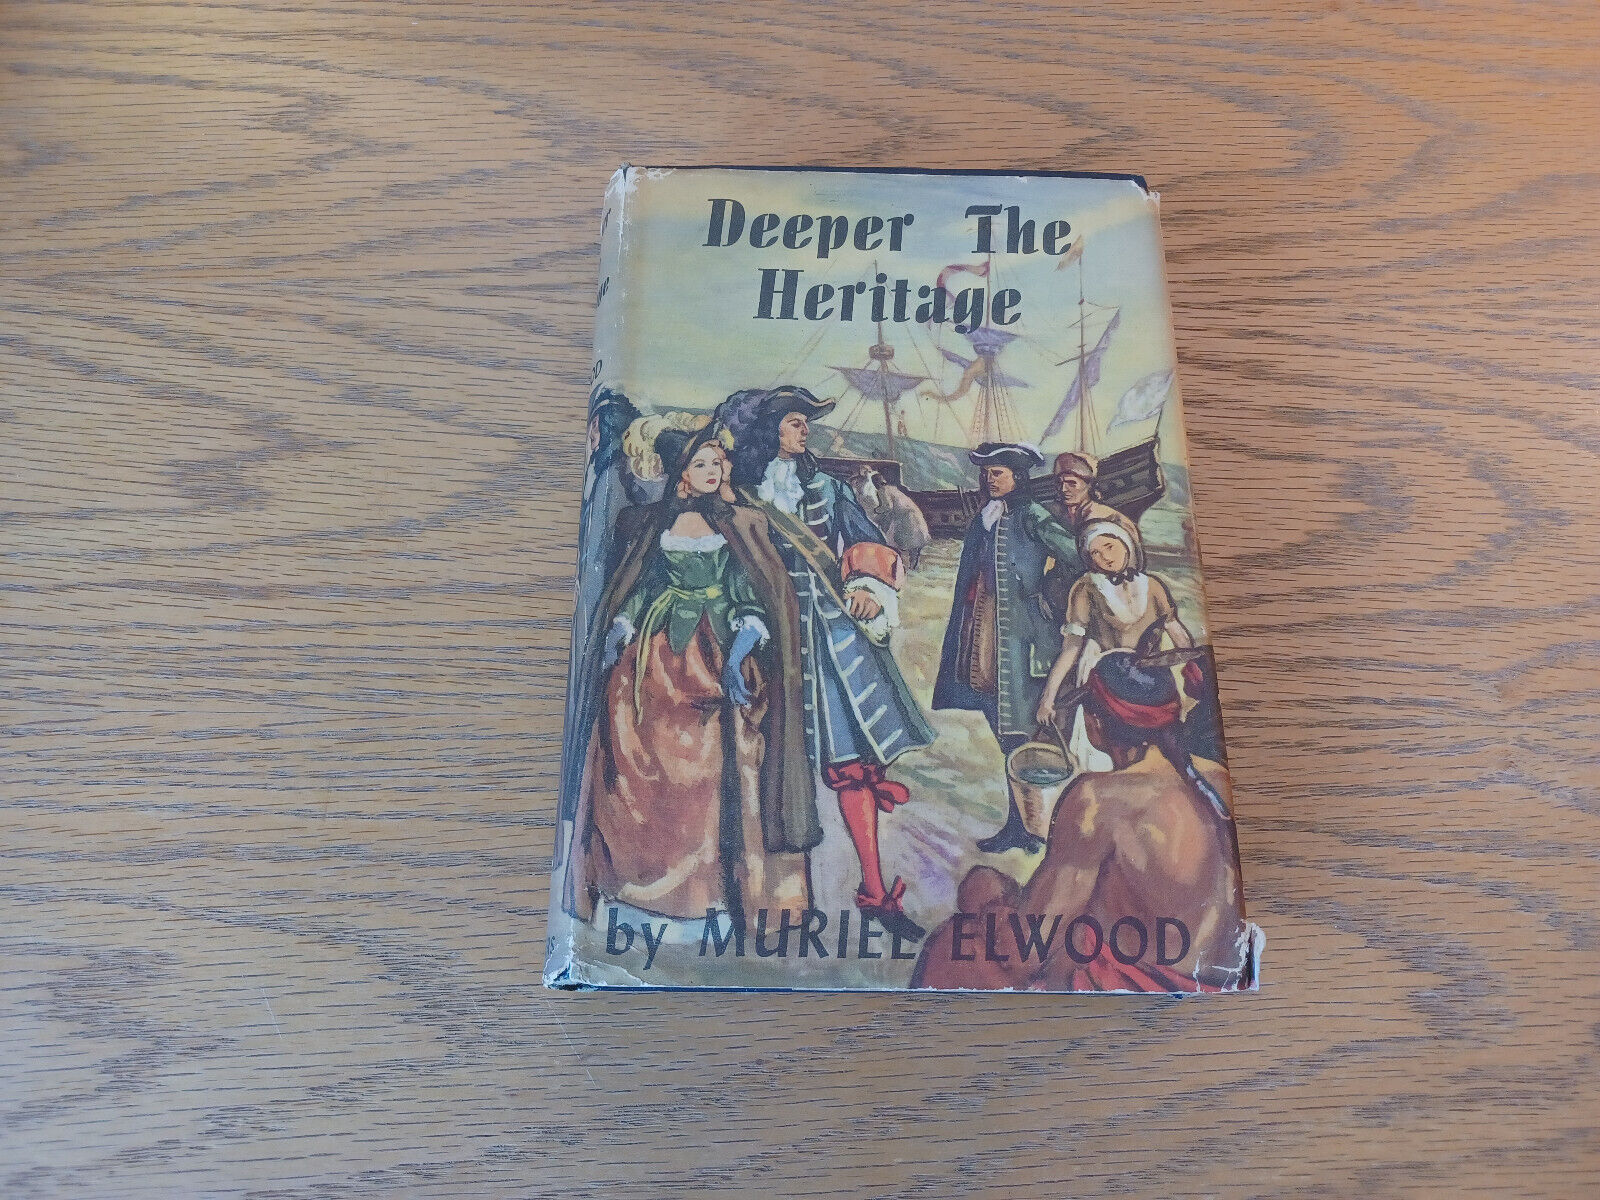 Deeper The
Heritage
by MURIEL ELWOOD